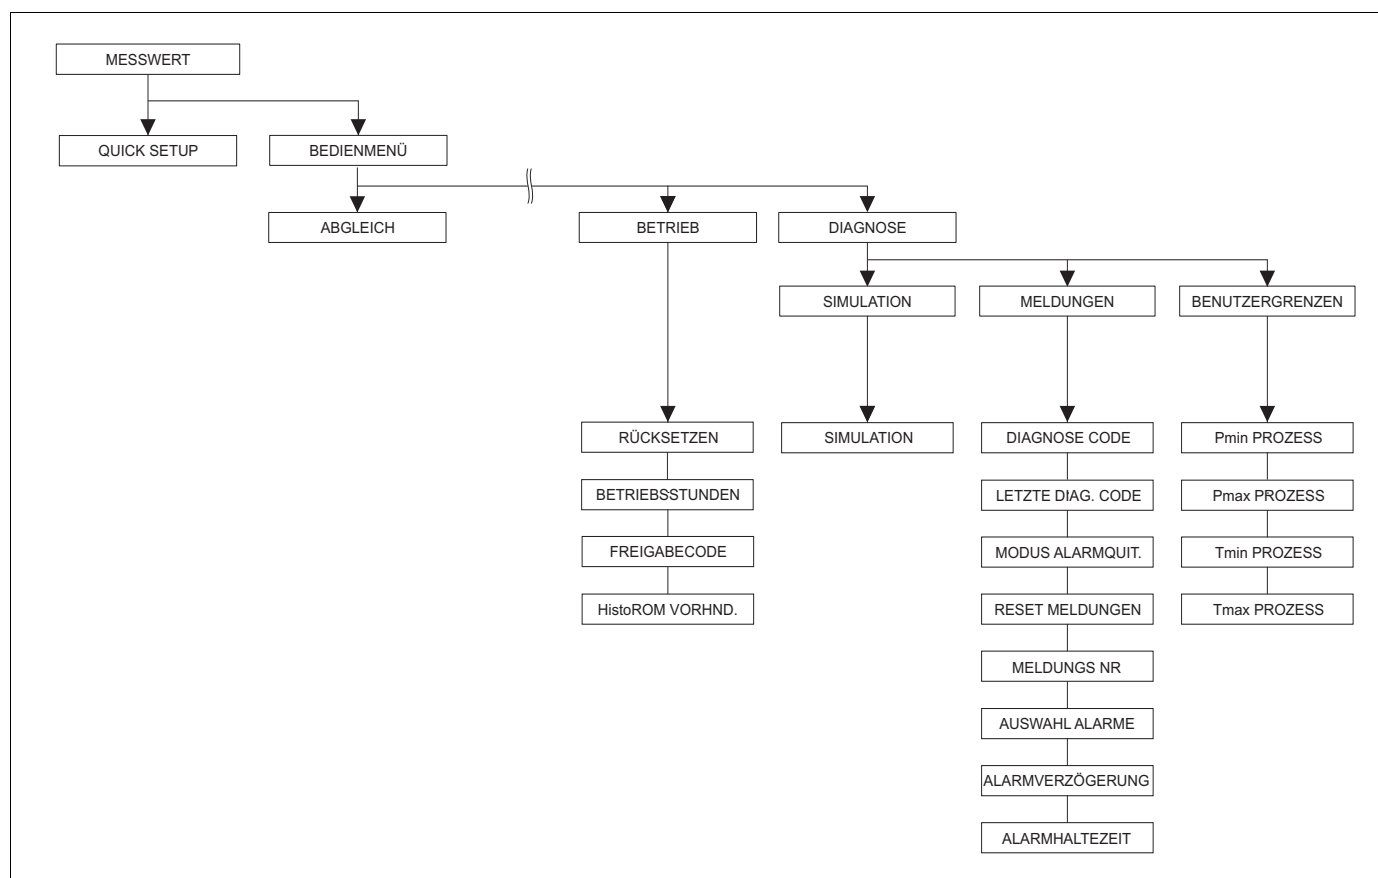 MESSWERT
QUICK SETUP
BEDIENMENÜ
ABGLEICH
BETRIEB
DIAGNOSE
SIMULATION
MELDUNGEN
BENUTZERGRENZEN
RÜCKSETZEN
SIMULATION
DIAGNOSE CODE
Pmin PROZESS
BETRIEBSSTUNDEN
LETZTE DIAG. CODE
Pmax PROZESS
FREIGABECODE
MODUS ALARMQUIT.
Tmin PROZESS
HistoROM VORHND.
RESET MELDUNGEN
Tmax PROZESS
MELDUNGS NR
AUSWAHL ALARME
ALARMVERZÖGERUNG
ALARMHALTEZEIT